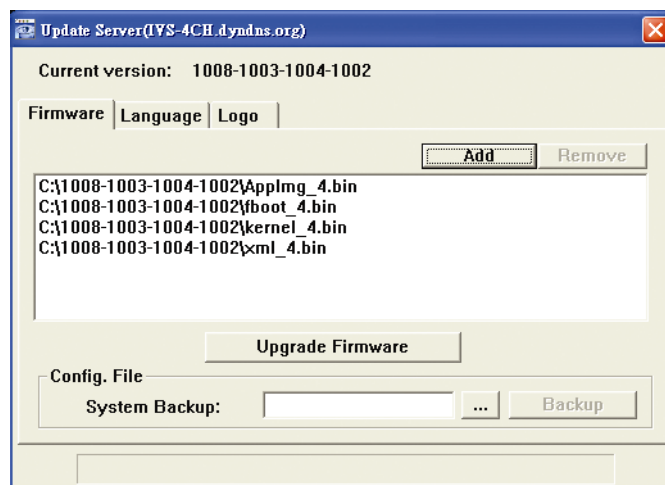 Update Server(IVS-4CH.dyndns.org)
Current version: 1008-1003-1004-1002
Firmware Language Logo
Add Remove
C:\1008-1003-1004-1002\AppImg_4.bin
C:\1008-1003-1004-1002\fboot_4.bin
C:\1008-1003-1004-1002\kernel_4.bin
C:\1008-1003-1004-1002\xml_4.bin
Upgrade Firmware
Config. File
System Backup: ... Backup